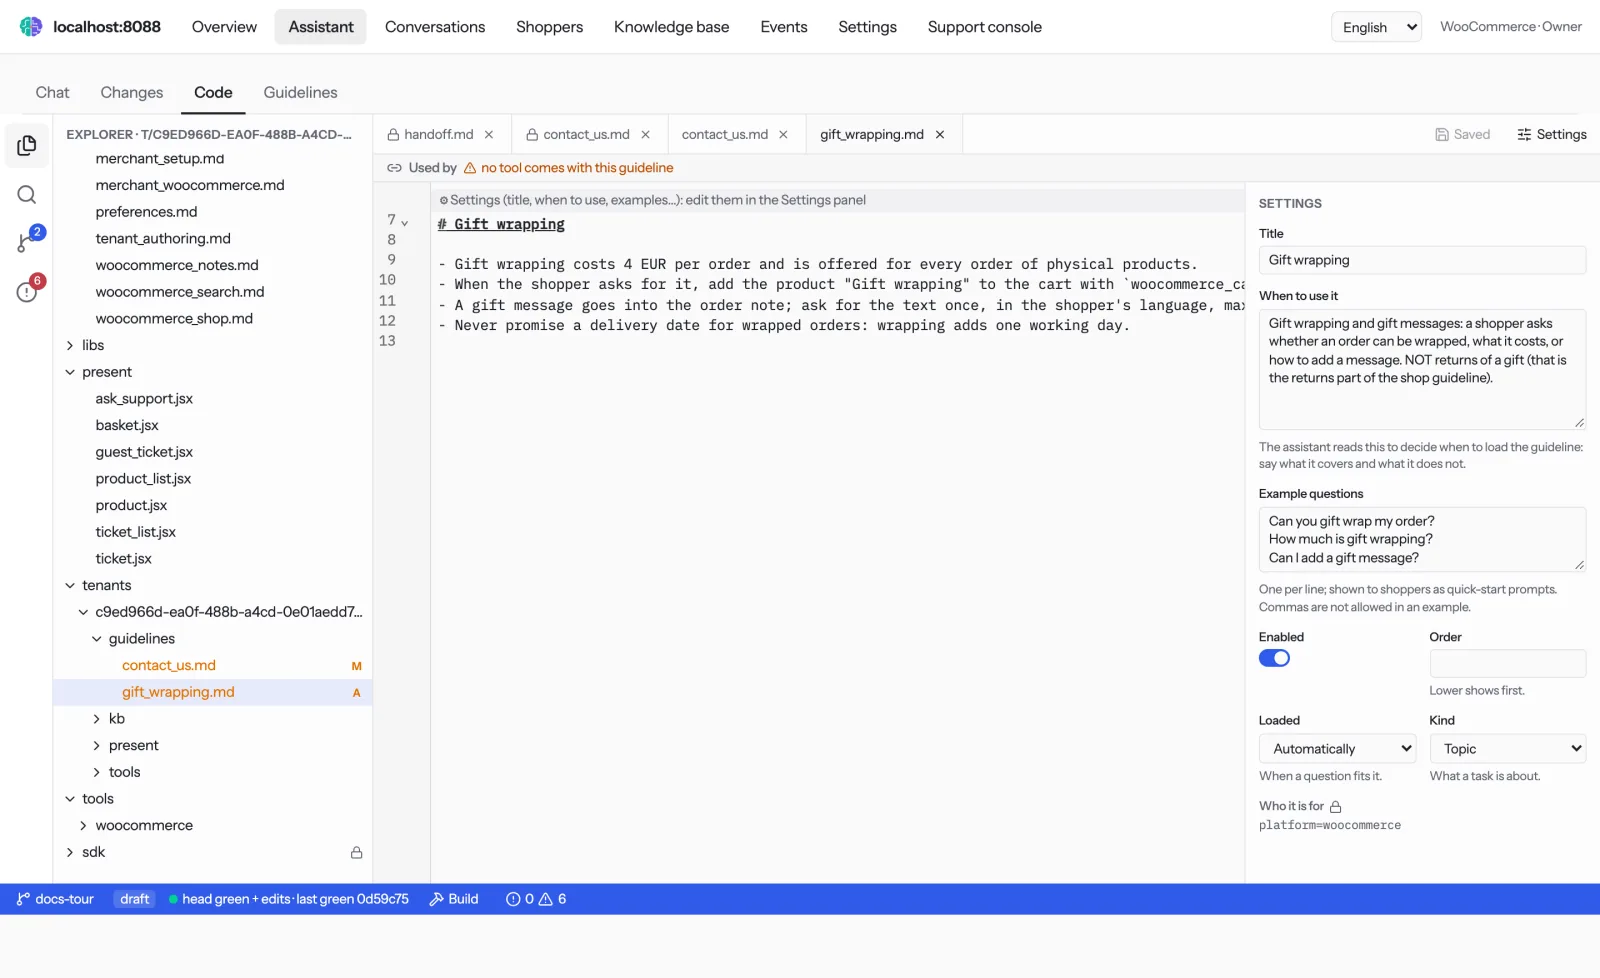 localhost:8088
Overview
Assistant
Conversations
Shoppers
Knowledge base
Events
Settings
Support console
English
WooCommerce · Owner
Chat
Changes
Code
Guidelines
EXPLORER · T/C9ED966D-EA0F-488B-A4CD-...
merchant_setup.md
merchant_woocommerce.md
preferences.md
tenant_authoring.md
woocommerce_notes.md
woocommerce_search.md
woocommerce_shop.md
libs
present
ask_support.jsx
basket.jsx
guest_ticket.jsx
product_list.jsx
product.jsx
ticket_list.jsx
ticket.jsx
tenants
c9ed966d-ea0f-488b-a4cd-0e01aedd7...
guidelines
contact_us.md M
gift_wrapping.md A
kb
present
tools
tools
woocommerce
sdk
2
6
handoff.md
contact_us.md
contact_us.md
gift_wrapping.md
Saved
Settings
Used by no tool comes with this guideline
Settings (title, when to use, examples...): edit them in the Settings panel
7 # Gift wrapping
8
9 - Gift wrapping costs 4 EUR per order and is offered for every order of physical products.
10 - When the shopper asks for it, add the product "Gift wrapping" to the cart with `woocommerce_ca
11 - A gift message goes into the order note; ask for the text once, in the shopper's language, max
12 - Never promise a delivery date for wrapped orders: wrapping adds one working day.
13
SETTINGS
Title
Gift wrapping
When to use it
Gift wrapping and gift messages: a shopper asks
whether an order can be wrapped, what it costs, or
how to add a message. NOT returns of a gift (that is
the returns part of the shop guideline).
The assistant reads this to decide when to load the guideline:
say what it covers and what it does not.
Example questions
Can you gift wrap my order?
How much is gift wrapping?
Can I add a gift message?
One per line; shown to shoppers as quick-start prompts.
Commas are not allowed in an example.
Enabled
Order
Lower shows first.
Loaded
Kind
Automatically
Topic
When a question fits it.
What a task is about.
Who it is for
platform=woocommerce
docs-tour
draft
head green + edits · last green 0d59c75
Build
0
6